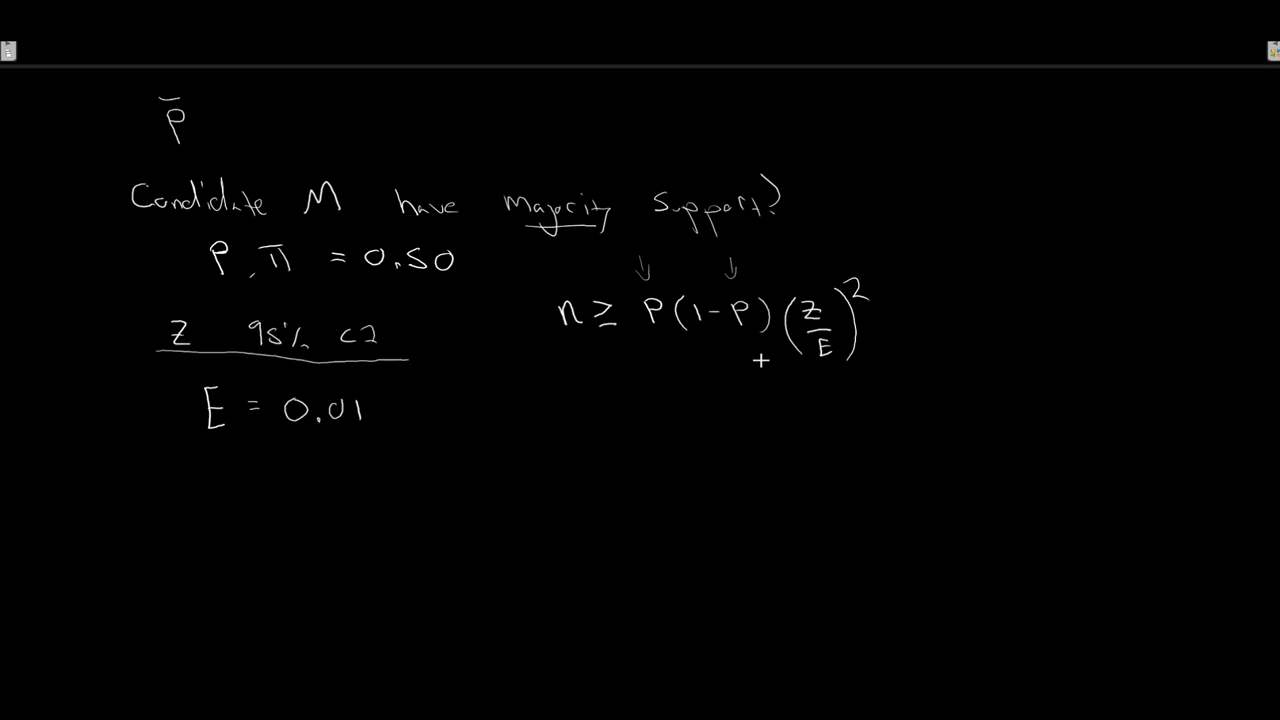 p̄
Candidate M have majority support?
P, π = 0.50
n ≥ P(1-P)(Z/E)²
Z 95% CI
E = 0.01